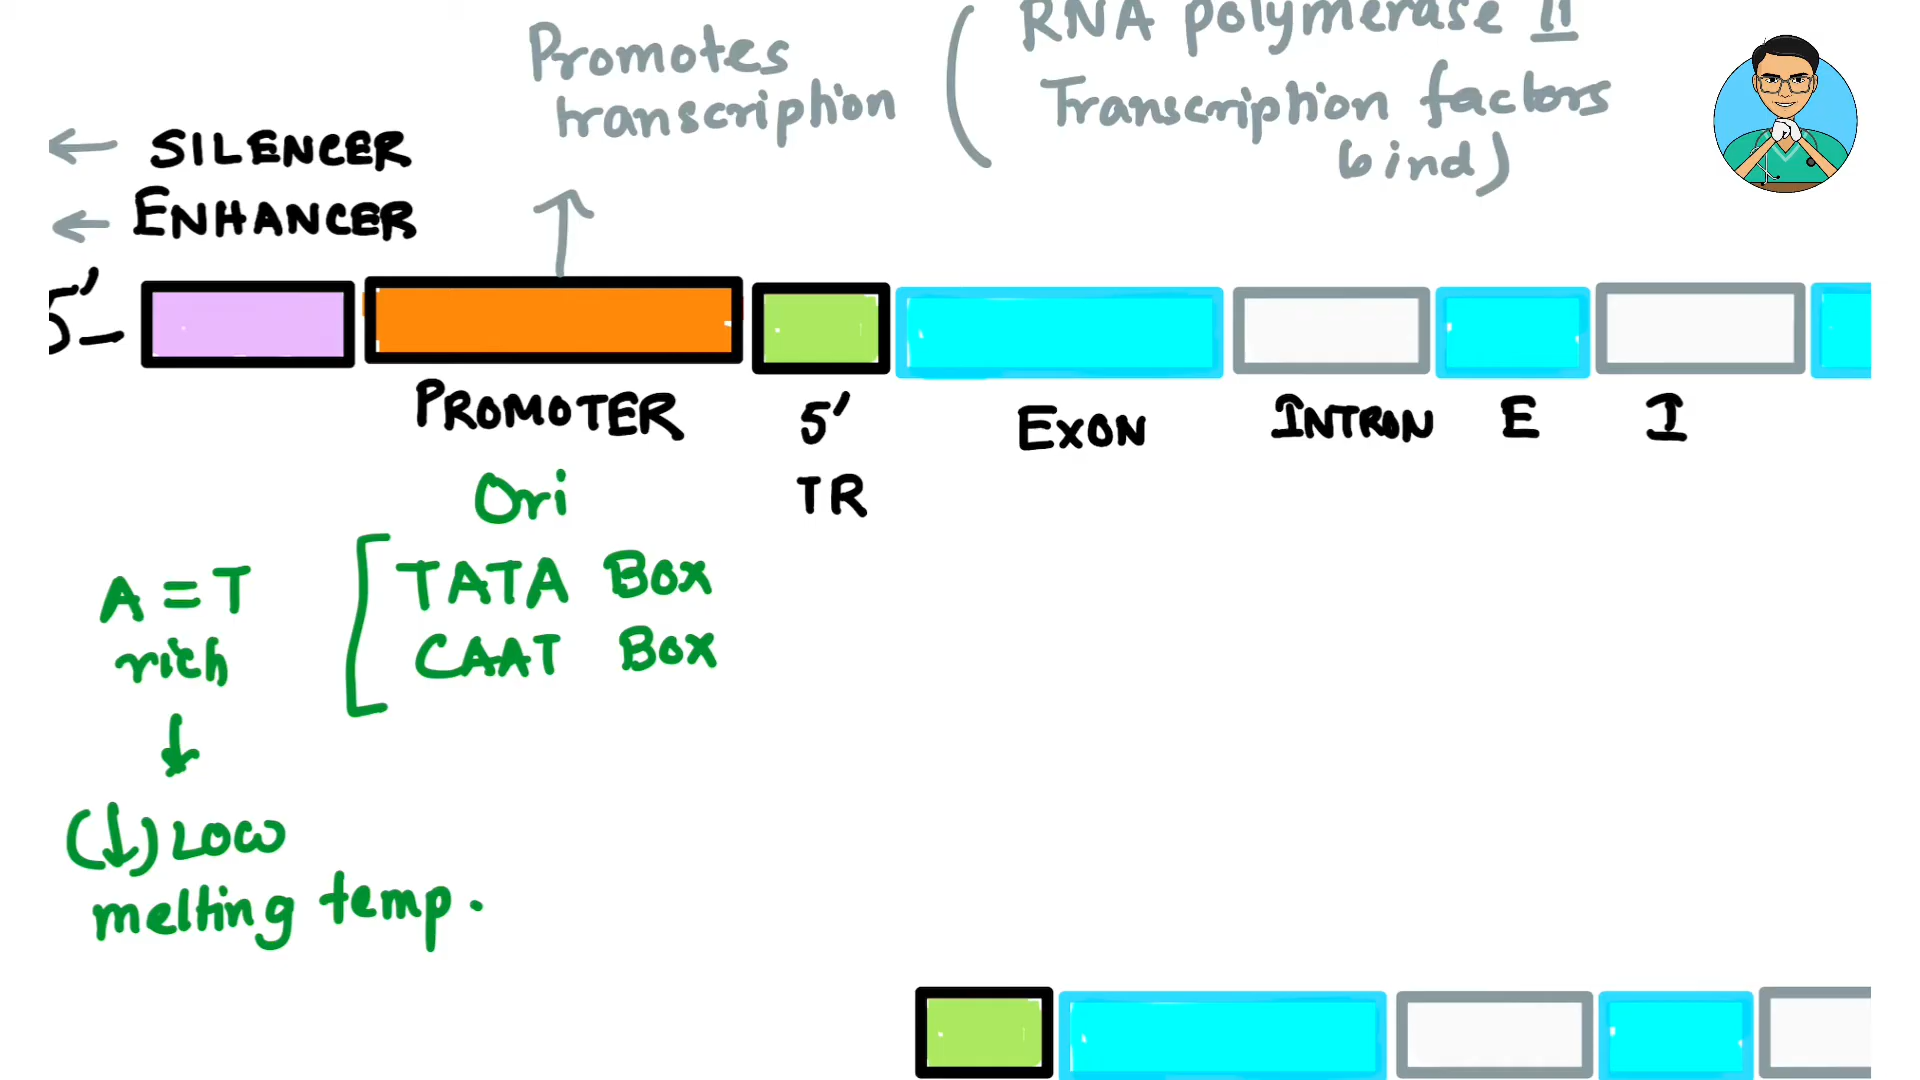 Promotes
transcription
(RNA polymerase II
Transcription factors
bind)
← SILENCER
← ENHANCER
5'–
PROMOTER
5'
TR
EXON
INTRON
E
I
Ori
TATA Box
CAAT Box
A = T
rich
↓
(↓) Low
melting temp.